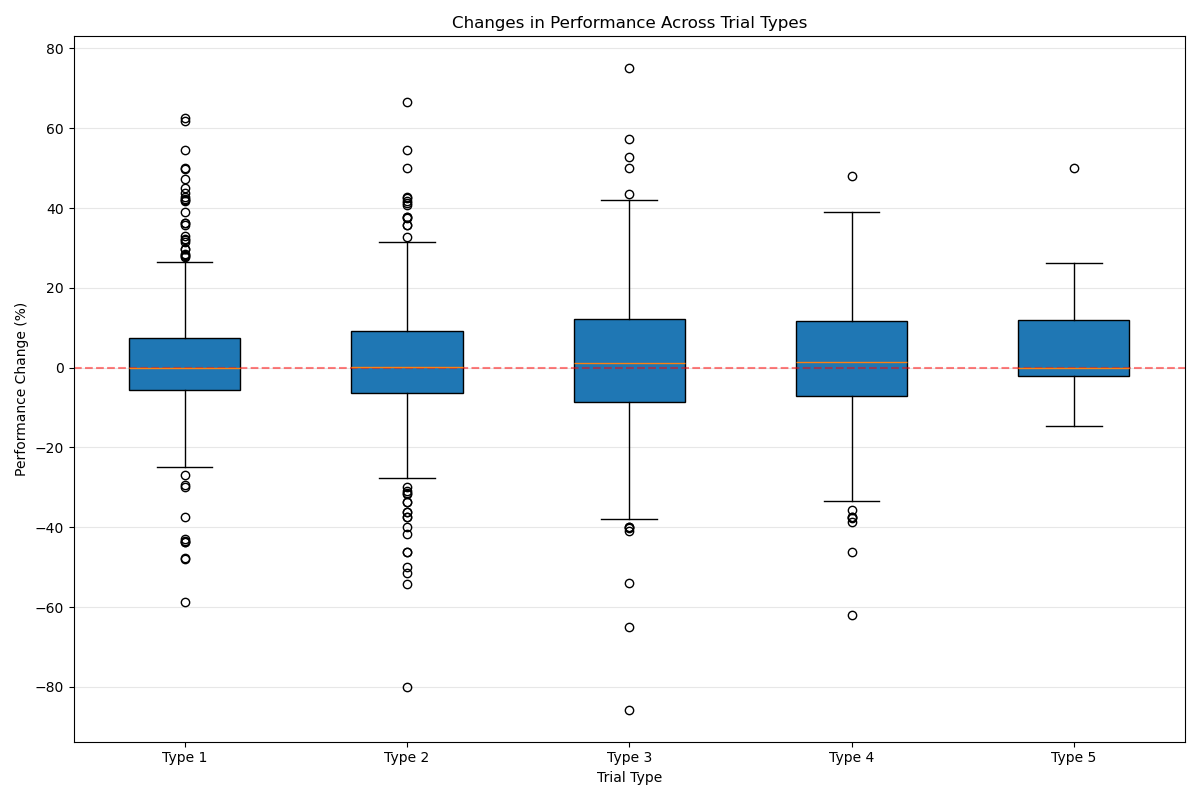 Changes in Performance Across Trial Types
Performance Change (%)
80
60
40
20
0
−20
−40
−60
−80
Type 1
Type 2
Type 3
Type 4
Type 5
Trial Type